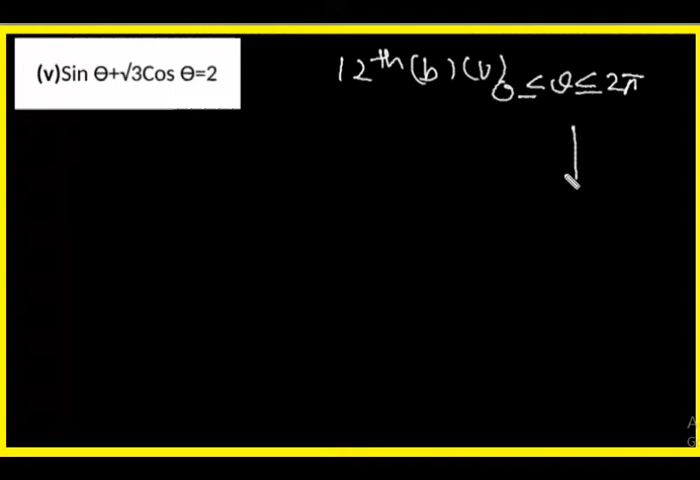 (v)Sin Θ+√3Cos Θ=2
12th (b) (v)
0 ≤ θ ≤ 2π